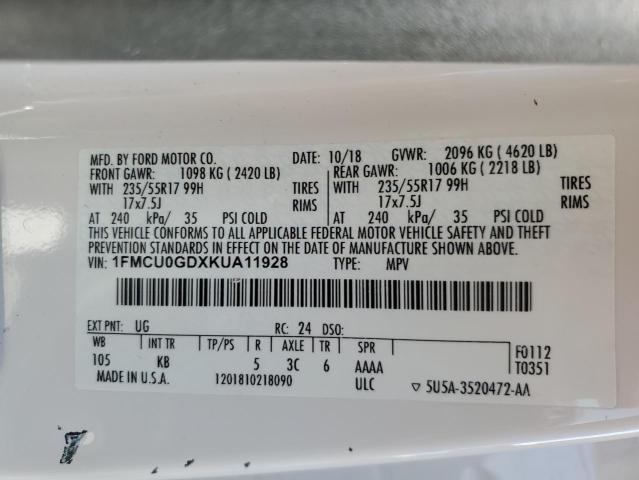 MFD. BY FORD MOTOR CO. DATE: 10/18 GVWR: 2096 KG ( 4620 LB)
FRONT GAWR: 1098 KG ( 2420 LB) REAR GAWR: 1006 KG ( 2218 LB)
WITH 235/55R17 99H TIRES WITH 235/55R17 99H TIRES
17x7.5J RIMS 17x7.5J RIMS
AT 240 kPa/ 35 PSI COLD AT 240 kPa/ 35 PSI COLD
THIS VEHICLE CONFORMS TO ALL APPLICABLE FEDERAL MOTOR VEHICLE SAFETY AND THEFT
PREVENTION STANDARDS IN EFFECT ON THE DATE OF MANUFACTURE SHOWN ABOVE.
VIN: 1FMCU0GDXKUA11928 TYPE: MPV
EXT PNT: UG RC: 24 DSO:
WB INT TR TP/PS R AXLE TR SPR F0112
105 KB 5 3C 6 AAAA T0351
MADE IN U.S.A. 1201810218090 ULC ▽ 5U5A-3520472-AA